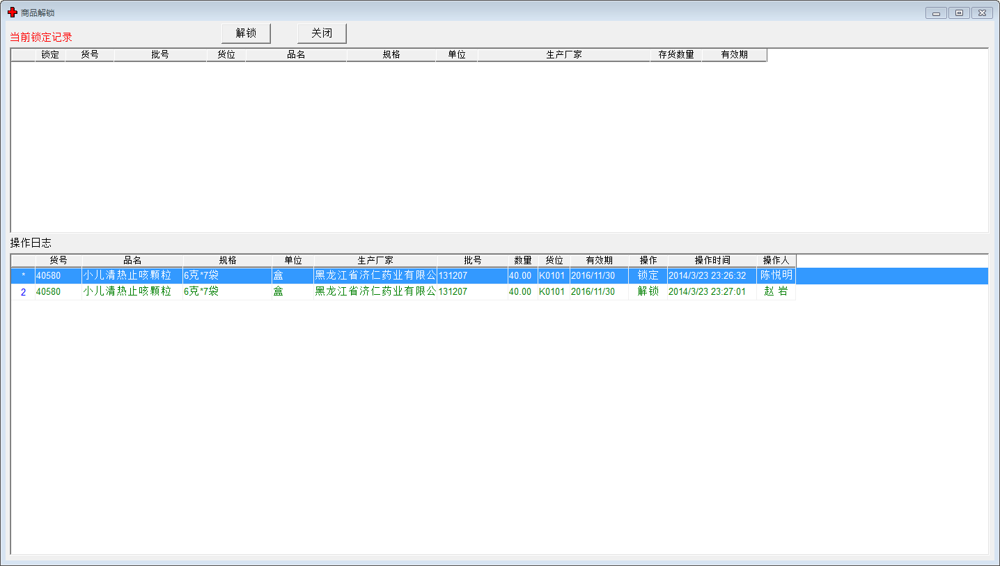 商品解锁
当前锁定记录 解锁 关闭
锁定 货号 批号 货位 品名 规格 单位 生产厂家 存货数量 有效期
操作日志
货号 品名 规格 单位 生产厂家 批号 数量 货位 有效期 操作 操作时间 操作人
* 40580 小儿清热止咳颗粒 6克*7袋 盒 黑龙江省济仁药业有限公 131207 40.00 K0101 2016/11/30 锁定 2014/3/23 23:26:32 陈悦明
2 40580 小儿清热止咳颗粒 6克*7袋 盒 黑龙江省济仁药业有限公 131207 40.00 K0101 2016/11/30 解锁 2014/3/23 23:27:01 赵 岩